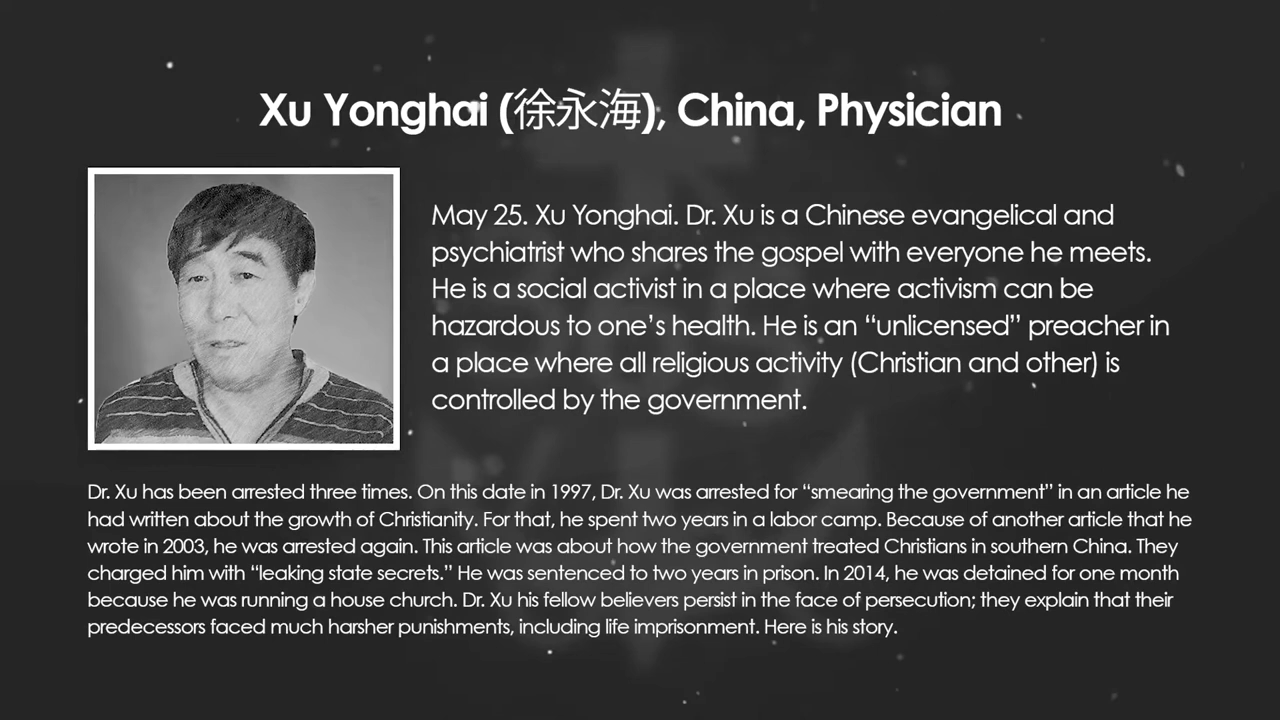 Xu Yonghai (徐永海), China, Physician
May 25. Xu Yonghai. Dr. Xu is a Chinese evangelical and
psychiatrist who shares the gospel with everyone he meets.
He is a social activist in a place where activism can be
hazardous to one’s health. He is an “unlicensed” preacher in
a place where all religious activity (Christian and other) is
controlled by the government.
Dr. Xu has been arrested three times. On this date in 1997, Dr. Xu was arrested for “smearing the government” in an article he
had written about the growth of Christianity. For that, he spent two years in a labor camp. Because of another article that he
wrote in 2003, he was arrested again. This article was about how the government treated Christians in southern China. They
charged him with “leaking state secrets.” He was sentenced to two years in prison. In 2014, he was detained for one month
because he was running a house church. Dr. Xu his fellow believers persist in the face of persecution; they explain that their
predecessors faced much harsher punishments, including life imprisonment. Here is his story.